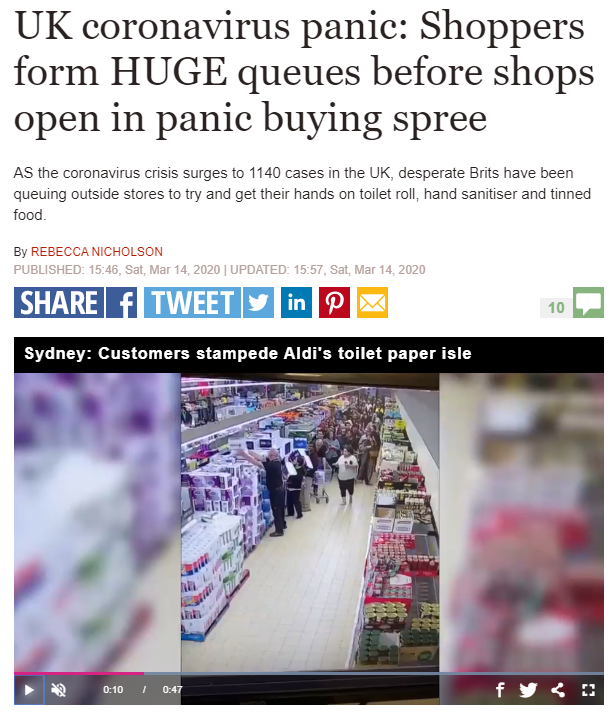 UK coronavirus panic: Shoppers
form HUGE queues before shops
open in panic buying spree
AS the coronavirus crisis surges to 1140 cases in the UK, desperate Brits have been
queuing outside stores to try and get their hands on toilet roll, hand sanitiser and tinned
food.
By REBECCA NICHOLSON
PUBLISHED: 15:46, Sat, Mar 14, 2020 | UPDATED: 15:57, Sat, Mar 14, 2020
SHARE f TWEET in 10
Sydney: Customers stampede Aldi's toilet paper isle
0:10 / 0:47